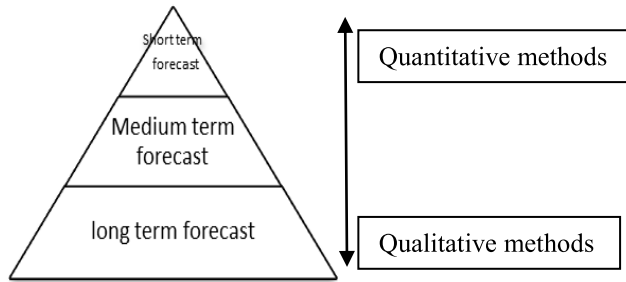 Short term
forecast
Medium term
forecast
long term forecast
Quantitative methods
Qualitative methods